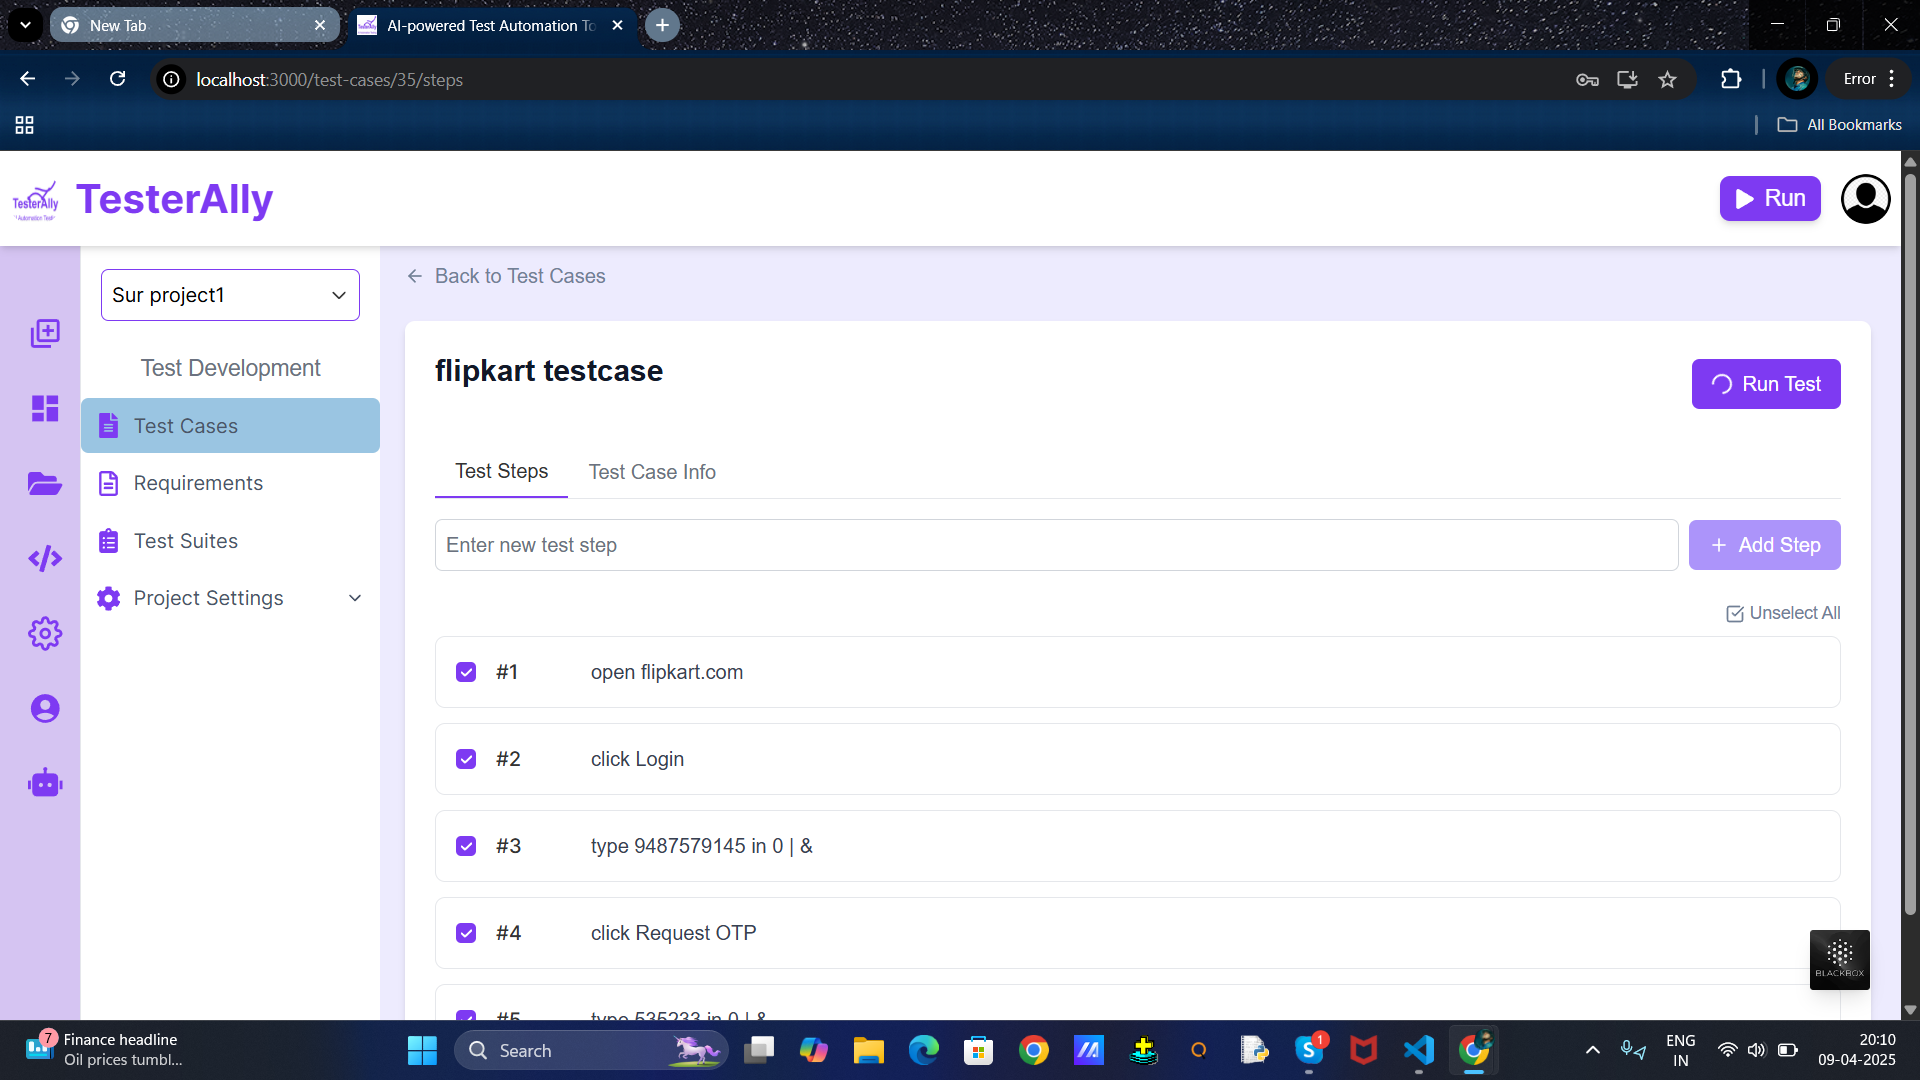 New Tab
AI-powered Test Automation To
localhost:3000/test-cases/35/steps
Error
All Bookmarks
TesterAlly
TesterAlly
Run
Sur project1
Back to Test Cases
Test Development
flipkart testcase
Run Test
Test Cases
Requirements
Test Suites
Project Settings
Test Steps
Test Case Info
Enter new test step
+ Add Step
Unselect All
#1 open flipkart.com
#2 click Login
#3 type 9487579145 in 0 | &
#4 click Request OTP
#5 type 535233 in 0 | &
BLACKBOX
7
Finance headline
Oil prices tumbl...
Search
S
1
ENG
IN
20:10
09-04-2025